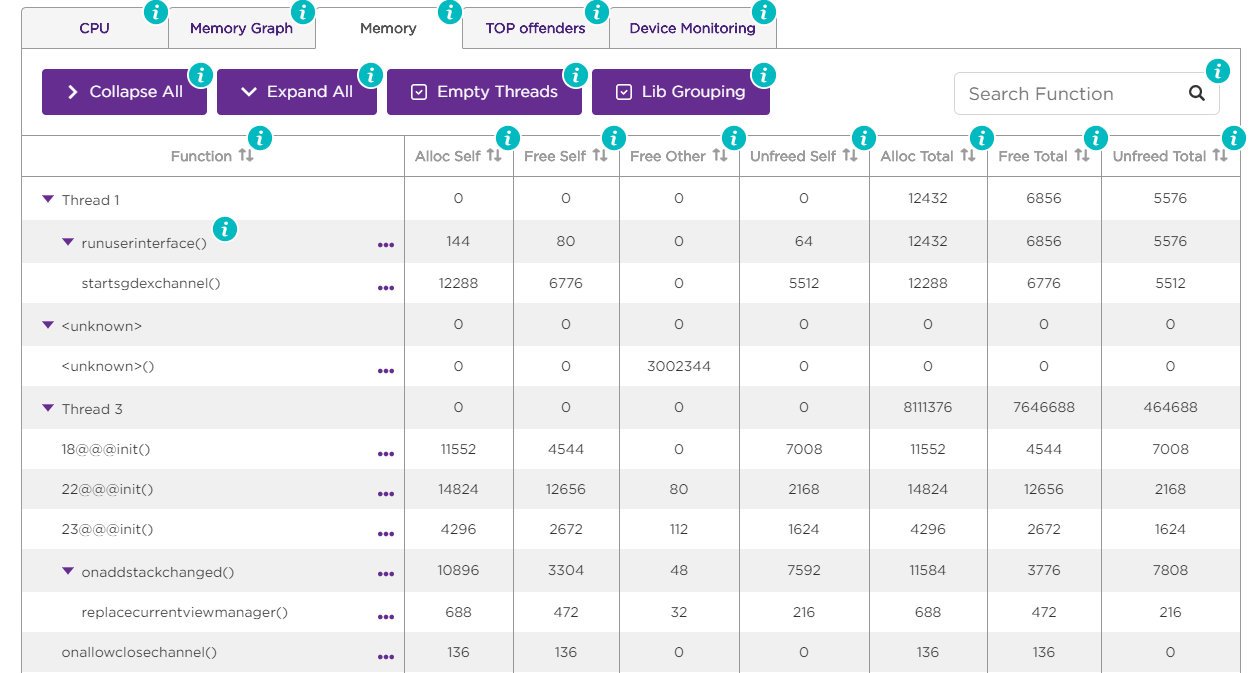 CPU Memory Graph Memory TOP offenders Device Monitoring
Collapse All Expand All Empty Threads Lib Grouping Search Function
Function Alloc Self Free Self Free Other Unfreed Self Alloc Total Free Total Unfreed Total
Thread 1 0 0 0 0 12432 6856 5576
runuserinterface() ••• 144 80 0 64 12432 6856 5576
startsgdexchannel() ••• 12288 6776 0 5512 12288 6776 5512
<unknown> 0 0 0 0 0 0 0
<unknown>() ••• 0 0 3002344 0 0 0 0
Thread 3 0 0 0 0 8111376 7646688 464688
18@@@init() ••• 11552 4544 0 7008 11552 4544 7008
22@@@init() ••• 14824 12656 80 2168 14824 12656 2168
23@@@init() ••• 4296 2672 112 1624 4296 2672 1624
onaddstackchanged() ••• 10896 3304 48 7592 11584 3776 7808
replacecurrentviewmanager() ••• 688 472 32 216 688 472 216
onallowclosechannel() ••• 136 136 0 0 136 136 0